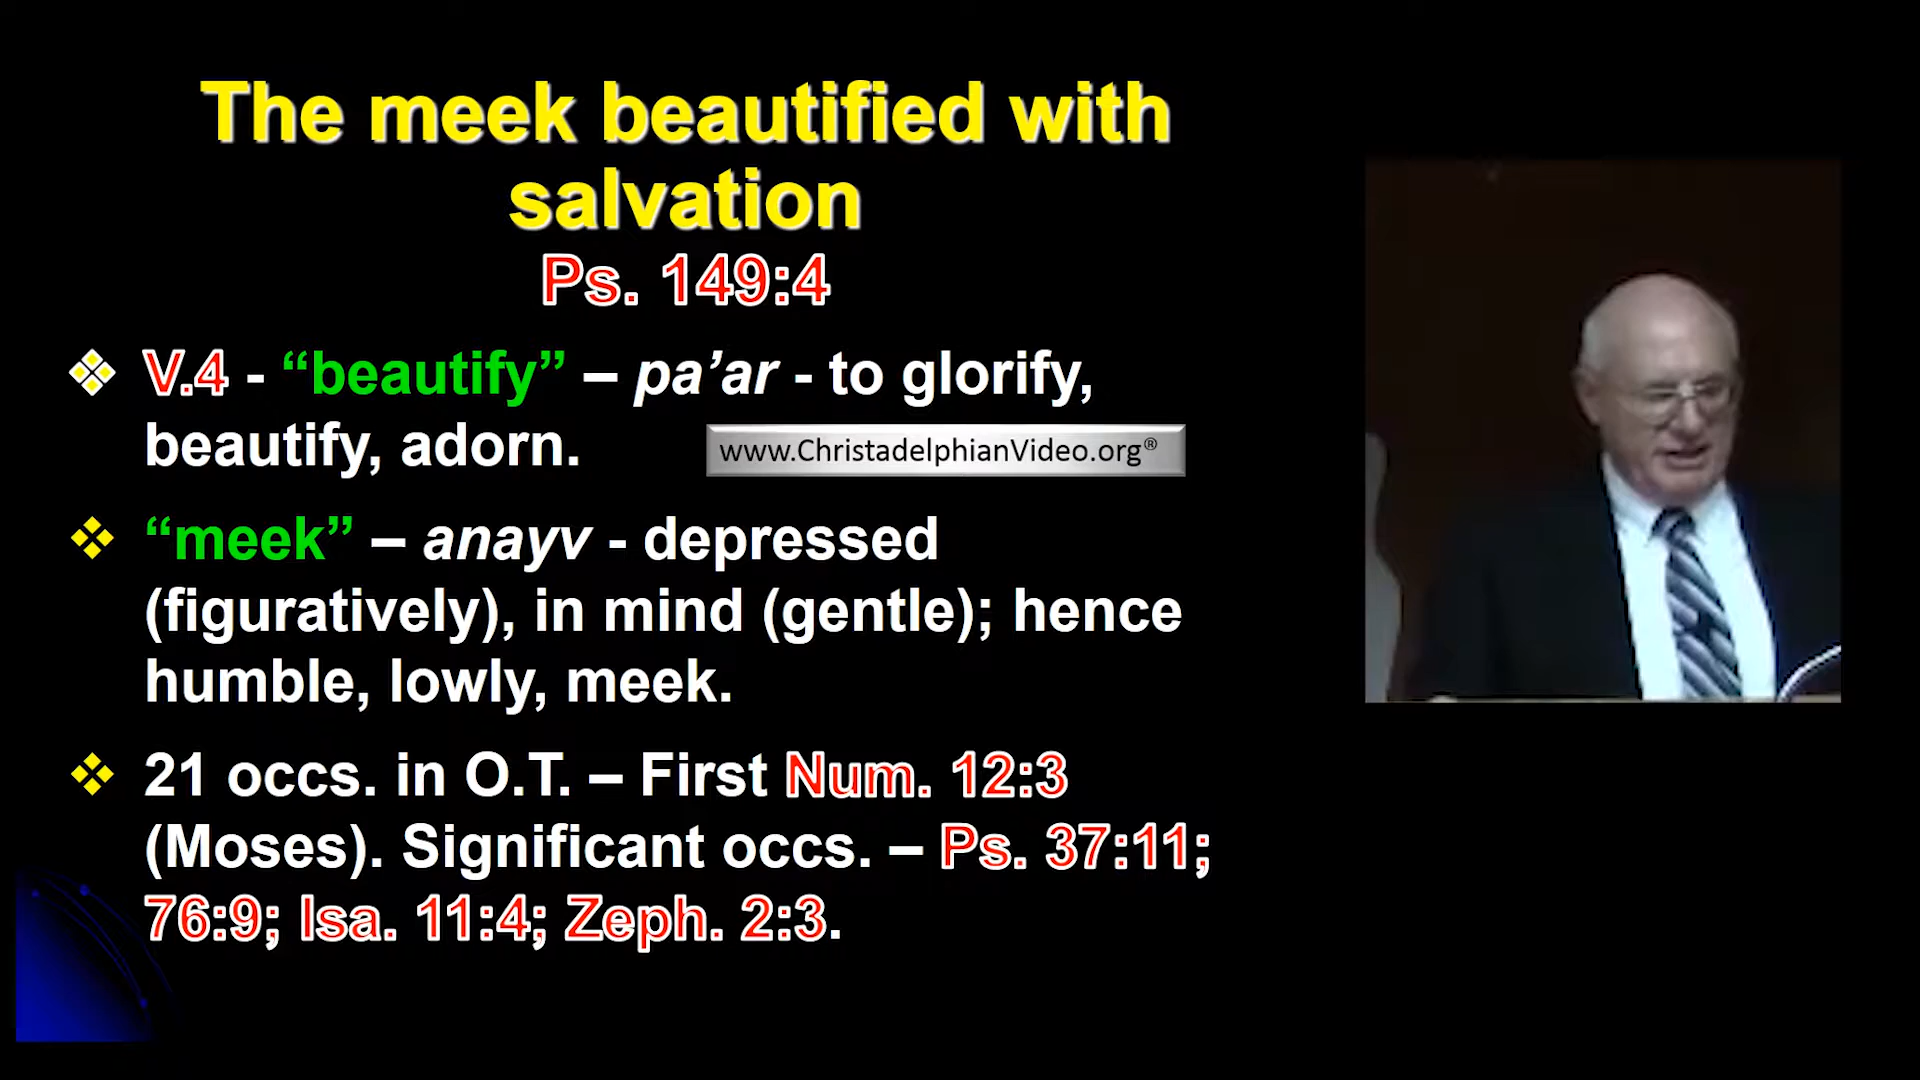 The meek beautified with
salvation
Ps. 149:4
V.4 - “beautify” – pa’ar - to glorify,
beautify, adorn.
www.ChristadelphianVideo.org®
“meek” – anayv - depressed
(figuratively), in mind (gentle); hence
humble, lowly, meek.
21 occs. in O.T. – First Num. 12:3
(Moses). Significant occs. – Ps. 37:11;
76:9; Isa. 11:4; Zeph. 2:3.